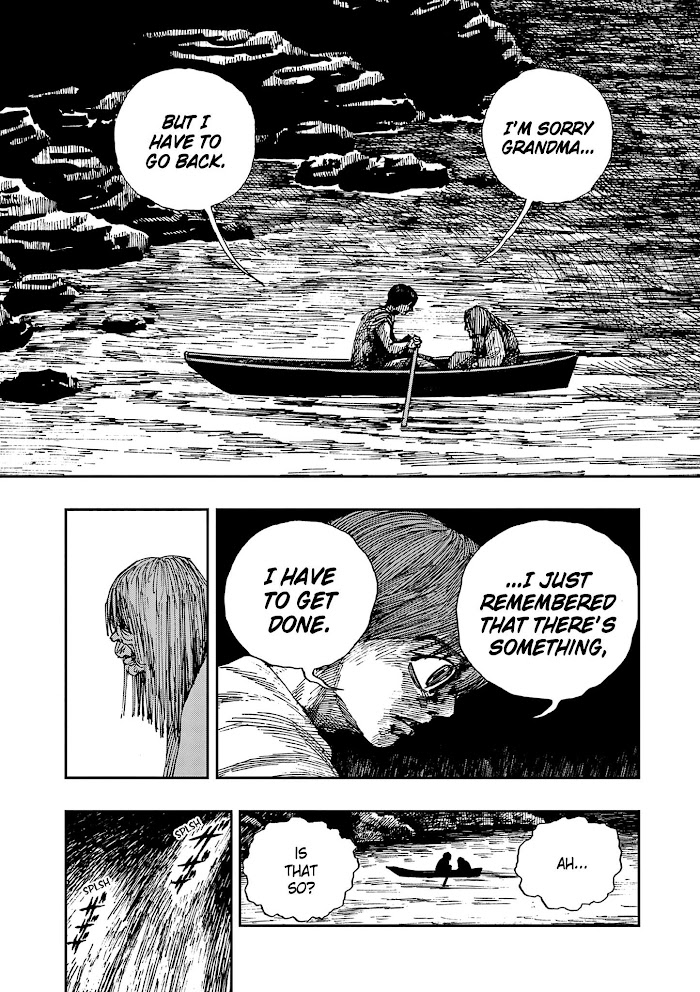 I'M SORRY
GRANDMA...
BUT I
HAVE TO
GO BACK.
...I JUST
REMEMBERED
THAT THERE'S
SOMETHING,
I HAVE
TO GET
DONE.
AH...
IS
THAT
SO?
SPLSH
SPLSH